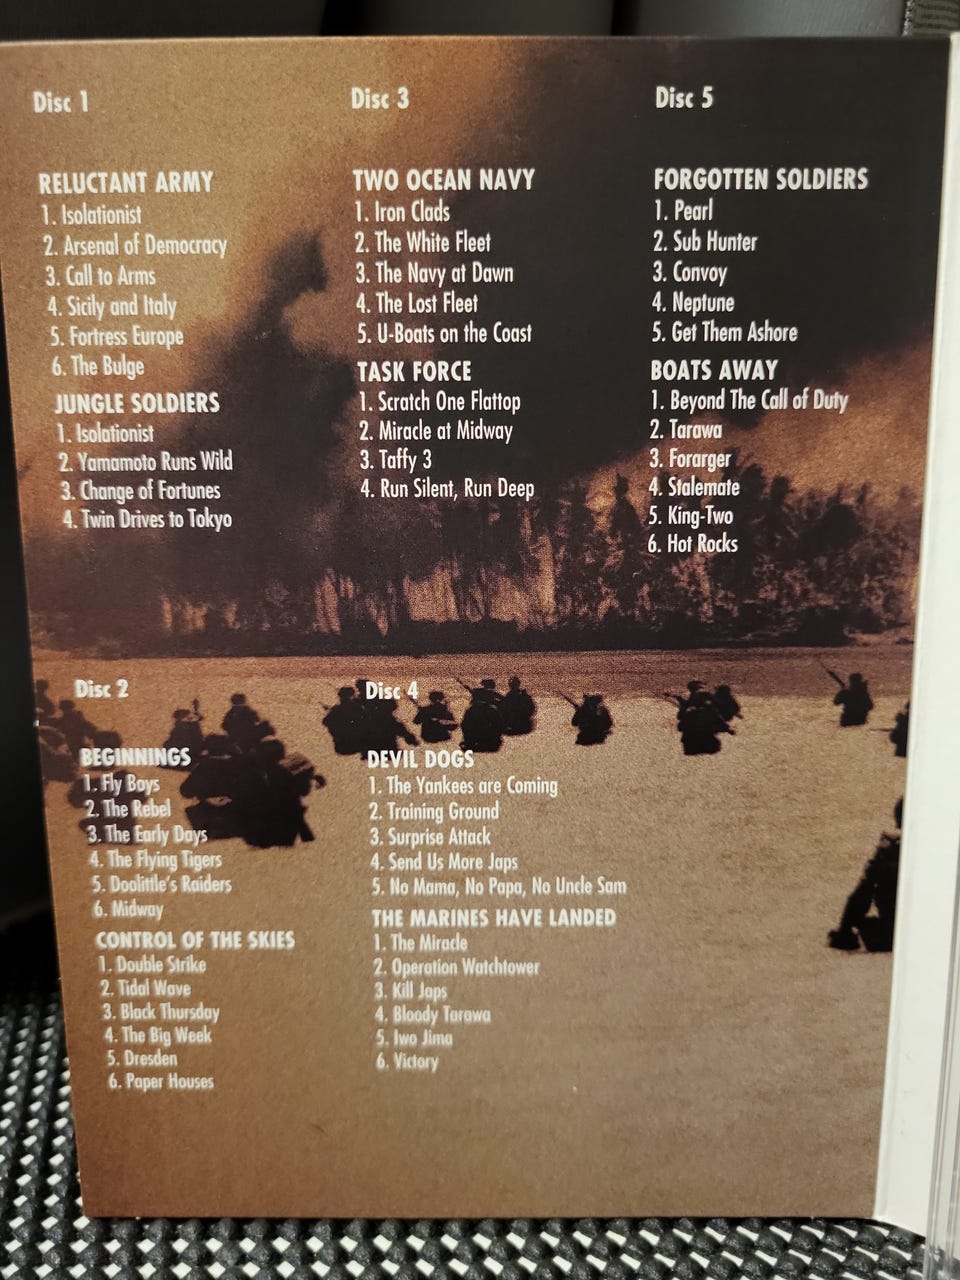 Disc 1
RELUCTANT ARMY
1. Isolationist
2. Arsenal of Democracy
3. Call to Arms
4. Sicily and Italy
5. Fortress Europe
6. The Bulge
JUNGLE SOLDIERS
1. Isolationist
2. Yamamoto Runs Wild
3. Change of Fortunes
4. Twin Drives to Tokyo
Disc 2
BEGINNINGS
1. Fly Boys
2. The Rebel
3. The Early Days
4. The Flying Tigers
5. Doolittle's Raiders
6. Midway
CONTROL OF THE SKIES
1. Double Strike
2. Tidal Wave
3. Black Thursday
4. The Big Week
5. Dresden
6. Paper Houses
Disc 3
TWO OCEAN NAVY
1. Iron Clads
2. The White Fleet
3. The Navy at Dawn
4. The Lost Fleet
5. U-Boats on the Coast
TASK FORCE
1. Scratch One Flattop
2. Miracle at Midway
3. Taffy 3
4. Run Silent, Run Deep
Disc 4
DEVIL DOGS
1. The Yankees are Coming
2. Training Ground
3. Surprise Attack
4. Send Us More Japs
5. No Mama, No Papa, No Uncle Sam
THE MARINES HAVE LANDED
1. The Miracle
2. Operation Watchtower
3. Kill Japs
4. Bloody Tarawa
5. Iwo Jima
6. Victory
Disc 5
FORGOTTEN SOLDIERS
1. Pearl
2. Sub Hunter
3. Convoy
4. Neptune
5. Get Them Ashore
BOATS AWAY
1. Beyond The Call of Duty
2. Tarawa
3. Forarger
4. Stalemate
5. King-Two
6. Hot Rocks